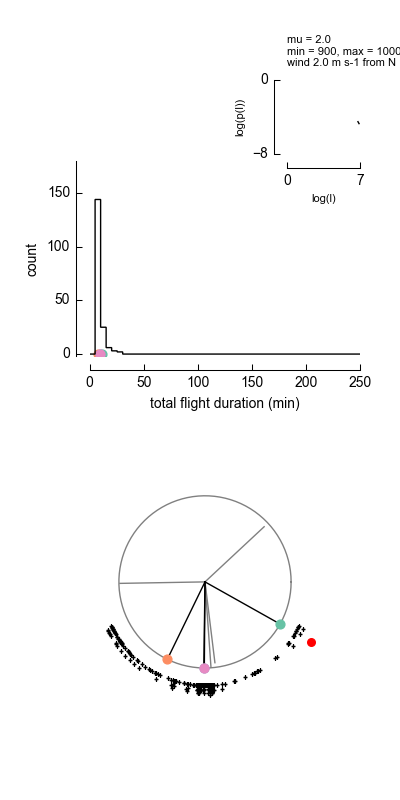 mu = 2.0
min = 900, max = 1000
wind 2.0 m s-1 from N
0
−8
log(p(l))
0 7
log(l)
150
100
50
0
count
0 50 100 150 200 250
total flight duration (min)